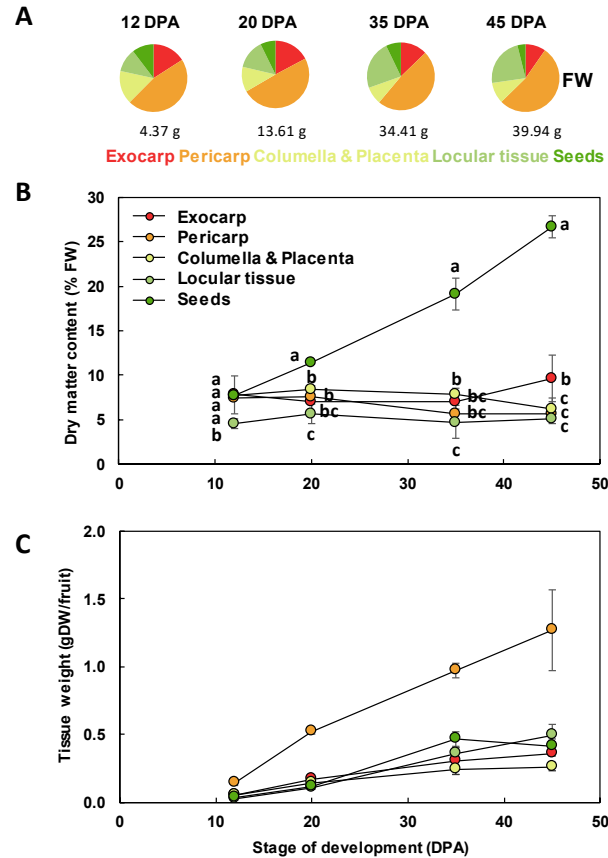 A
12 DPA 20 DPA 35 DPA 45 DPA
FW
4.37 g 13.61 g 34.41 g 39.94 g
Exocarp Pericarp Columella & Placenta Locular tissue Seeds
B
Dry matter content (% FW)
30
25
20
15
10
5
0
Exocarp
Pericarp
Columella & Placenta
Locular tissue
Seeds
a
a
a
b
a
b
b
bc
c
a
b
bc
bc
c
a
b
c
c
c
0 10 20 30 40 50
C
Tissue weight (gDW/fruit)
2.0
1.5
1.0
0.5
0.0
0 10 20 30 40 50
Stage of development (DPA)